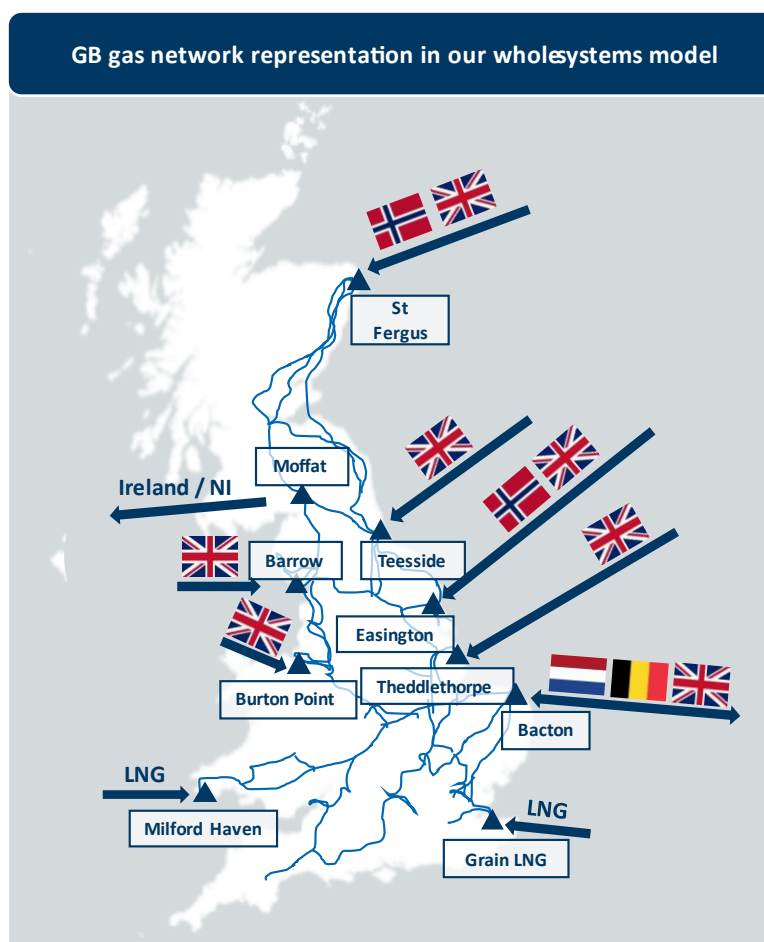 GB gas network representation in our wholesystems model
St
Fergus
Moffat
Ireland / NI
Barrow
Teesside
Easington
Burton Point
Theddlethorpe
Bacton
LNG
Milford Haven
LNG
Grain LNG